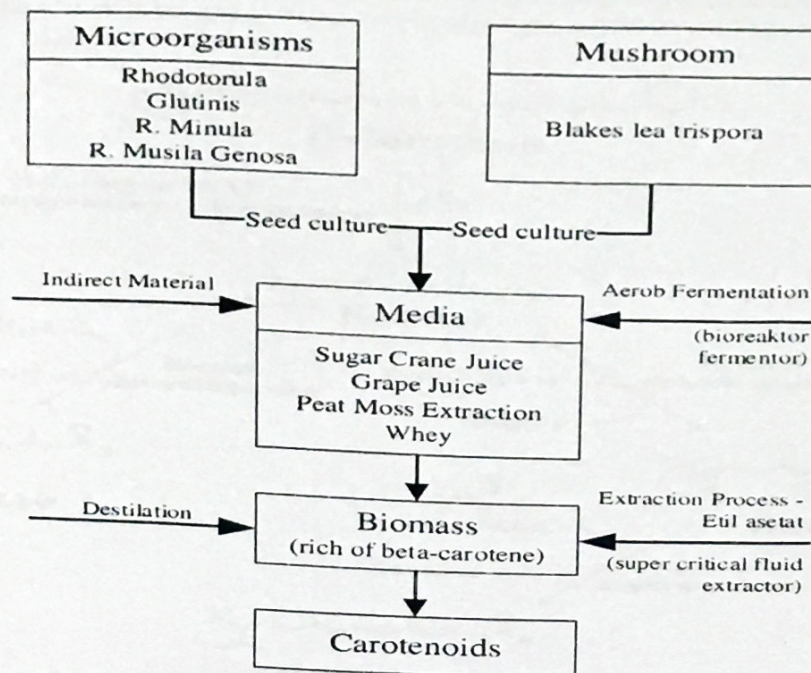 Microorganisms
Rhodotorula
Glutinis
R. Minula
R. Musila Genosa
Mushroom
Blakes lea trispora
Seed culture
Seed culture
Indirect Material
Media
Sugar Crane Juice
Grape Juice
Peat Moss Extraction
Whey
Aerob Fermentation
(bioreaktor
fermentor)
Destilation
Biomass
(rich of beta-carotene)
Extraction Process -
Etil asetat
(super critical fluid
extractor)
Carotenoids